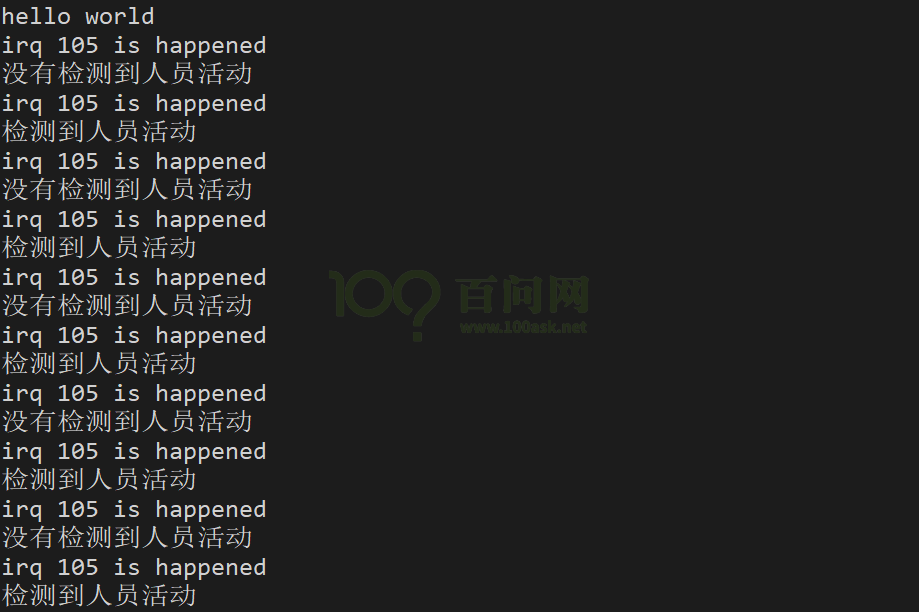 hello world
irq 105 is happened
没有检测到人员活动
irq 105 is happened
检测到人员活动
irq 105 is happened
没有检测到人员活动
irq 105 is happened
检测到人员活动
irq 105 is happened
没有检测到人员活动
irq 105 is happened
检测到人员活动
irq 105 is happened
没有检测到人员活动
irq 105 is happened
检测到人员活动
irq 105 is happened
没有检测到人员活动
irq 105 is happened
检测到人员活动
100 百问网
www.100ask.net